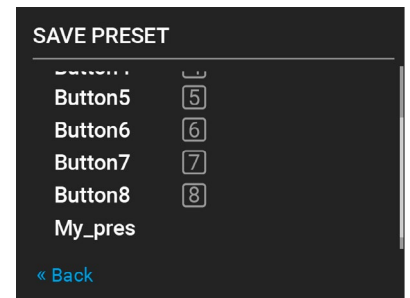 SAVE PRESET
Button5 5
Button6 6
Button7 7
Button8 8
My_pres
« Back